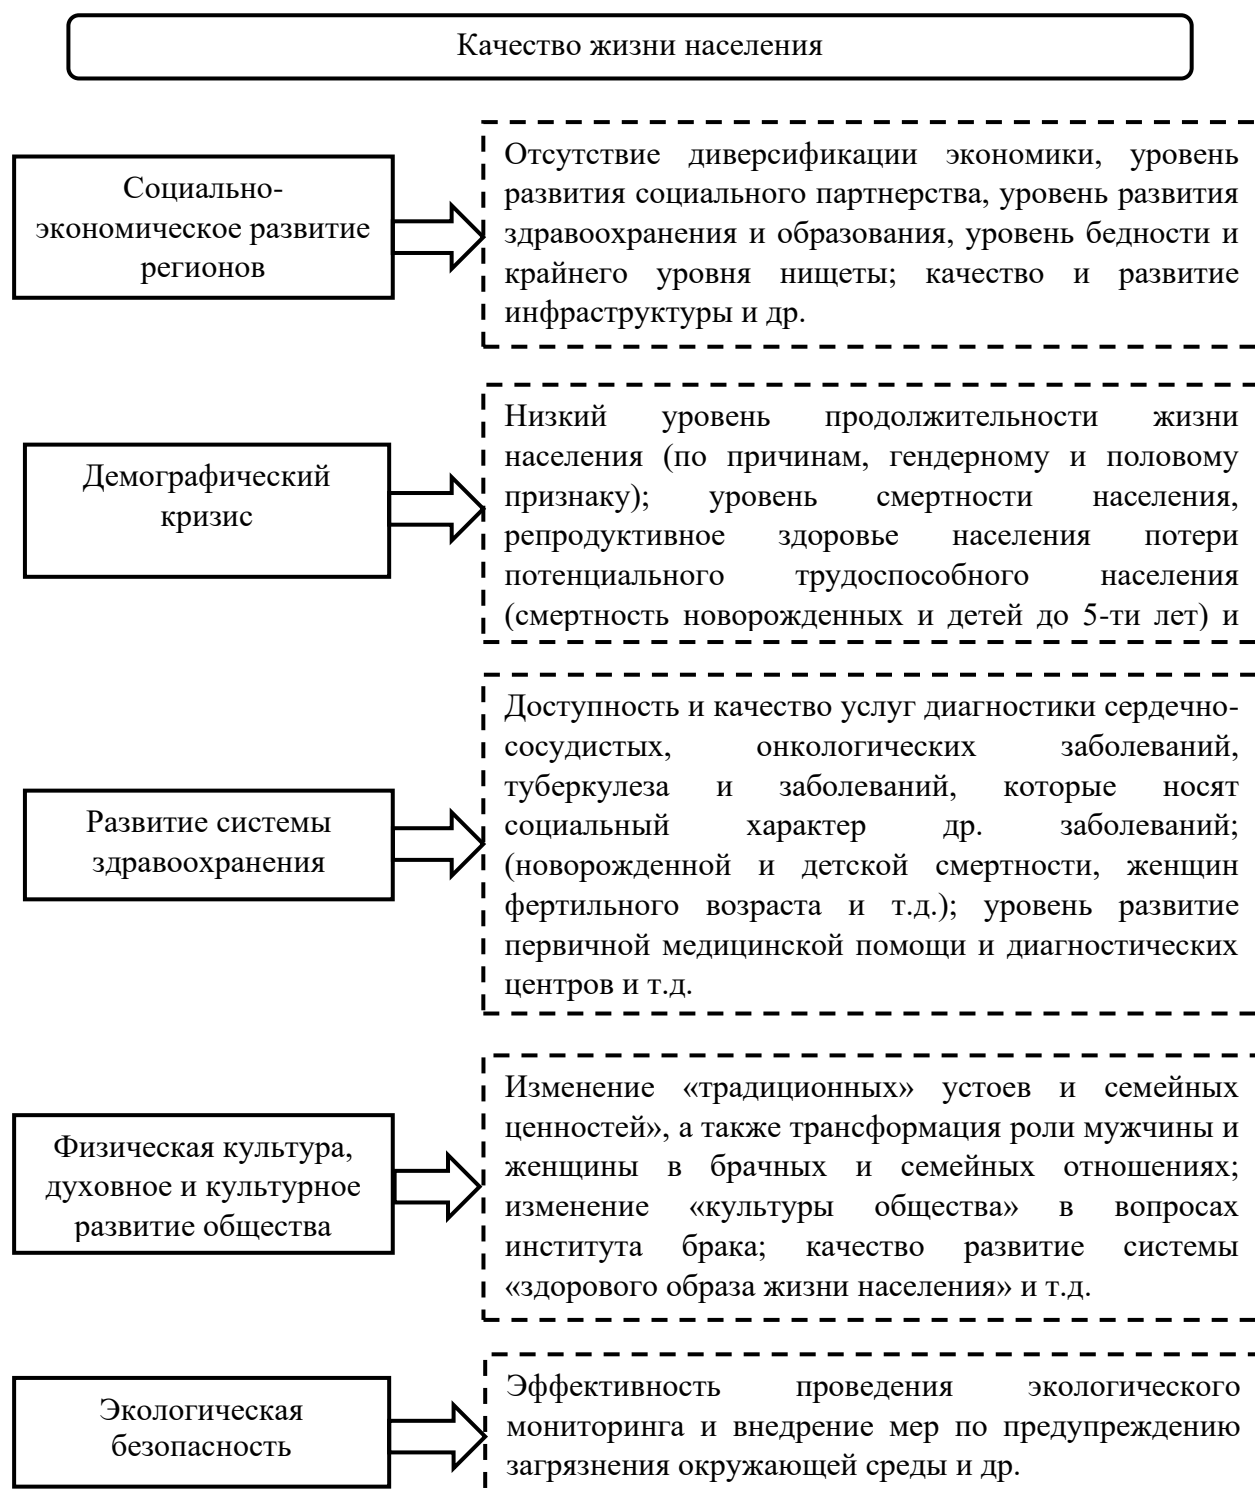 Качество жизни населения
Социально-
экономическое развитие
регионов
Отсутствие диверсификации экономики, уровень
развития социального партнерства, уровень развития
здравоохранения и образования, уровень бедности и
крайнего уровня нищеты; качество и развитие
инфраструктуры и др.
Демографический
кризис
Низкий уровень продолжительности жизни
населения (по причинам, гендерному и половому
признаку); уровень смертности населения,
репродуктивное здоровье населения потери
потенциального трудоспособного населения
(смертность новорожденных и детей до 5-ти лет) и
Развитие системы
здравоохранения
Доступность и качество услуг диагностики сердечно-
сосудистых, онкологических заболеваний,
туберкулеза и заболеваний, которые носят
социальный характер др. заболеваний;
(новорожденной и детской смертности, женщин
фертильного возраста и т.д.); уровень развитие
первичной медицинской помощи и диагностических
центров и т.д.
Физическая культура,
духовное и культурное
развитие общества
Изменение «традиционных» устоев и семейных
ценностей», а также трансформация роли мужчины и
женщины в брачных и семейных отношениях;
изменение «культуры общества» в вопросах
института брака; качество развитие системы
«здорового образа жизни населения» и т.д.
Экологическая
безопасность
Эффективность проведения экологического
мониторинга и внедрение мер по предупреждению
загрязнения окружающей среды и др.